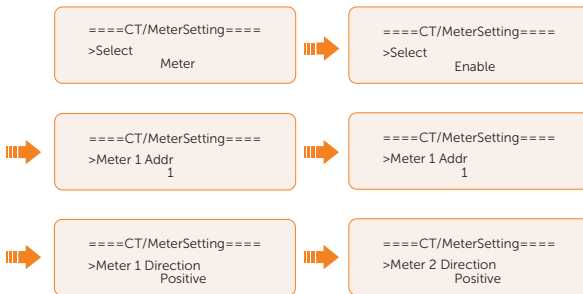 ====CT/MeterSetting====
>Select
Meter
====CT/MeterSetting====
>Select
Enable
====CT/MeterSetting====
>Meter 1 Addr
1
====CT/MeterSetting====
>Meter 1 Addr
1
====CT/MeterSetting====
>Meter 1 Direction
Positive
====CT/MeterSetting====
>Meter 2 Direction
Positive